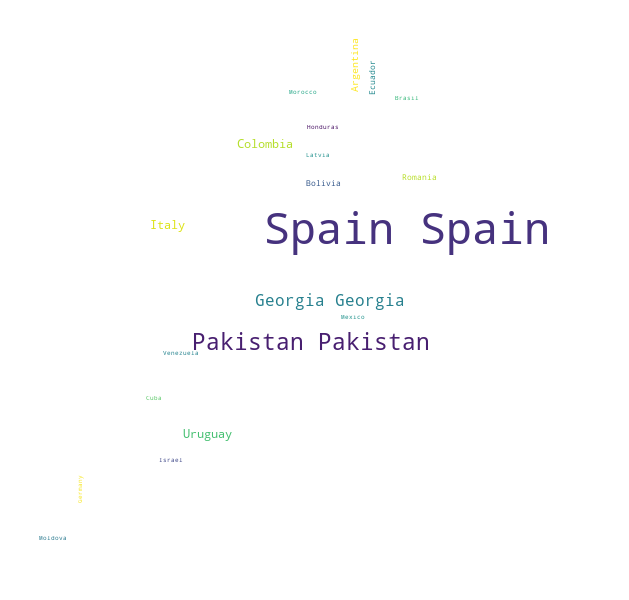 Argentina
Ecuador
Morocco
Brasil
Honduras
Colombia
Latvia
Romania
Bolivia
Italy
Spain Spain
Georgia Georgia
Mexico
Pakistan Pakistan
Venezuela
Cuba
Uruguay
Israel
Germany
Moldova